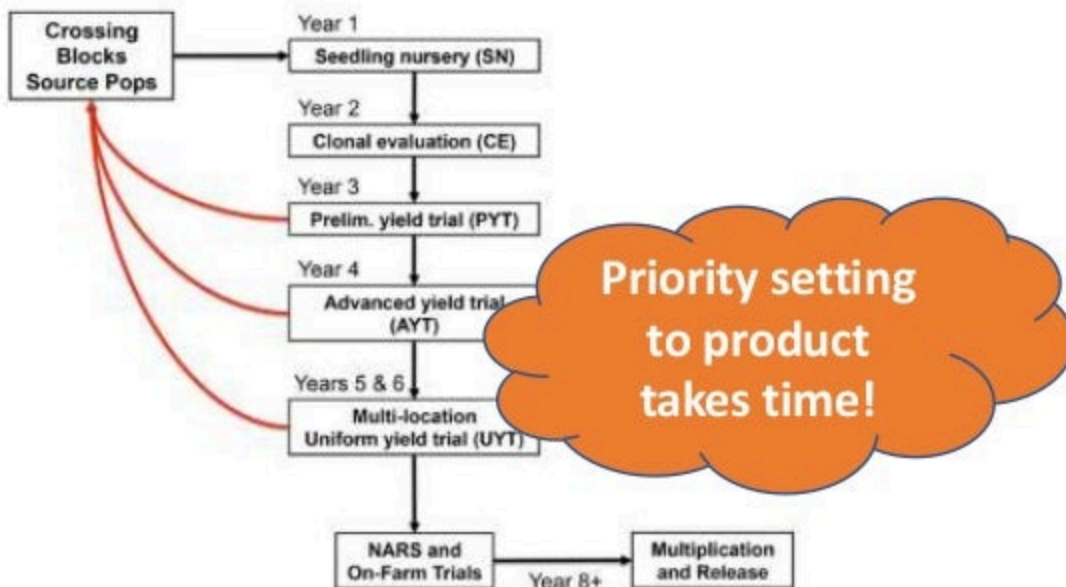 Crossing
Blocks
Source Pops
Year 1
Seedling nursery (SN)
Year 2
Clonal evaluation (CE)
Year 3
Prelim. yield trial (PYT)
Year 4
Advanced yield trial
(AYT)
Years 5 & 6
Multi-location
Uniform yield trial (UYT)
Priority setting
to product
takes time!
NARS and
On-Farm Trials
Year 8+
Multiplication
and Release